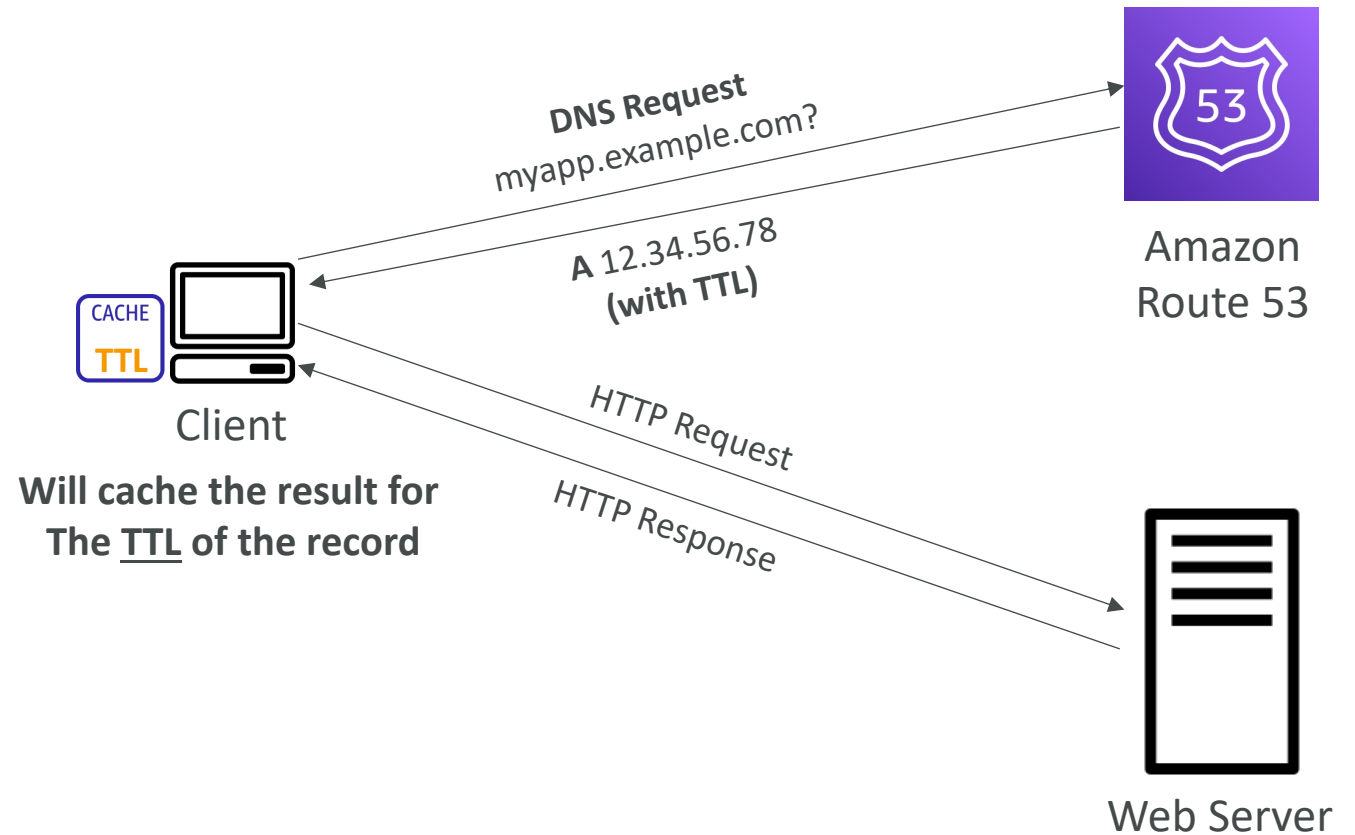 DNS Request
myapp.example.com?
53
Amazon
Route 53
A 12.34.56.78
(with TTL)
CACHE
TTL
Client
Will cache the result for
The TTL of the record
HTTP Request
HTTP Response
Web Server